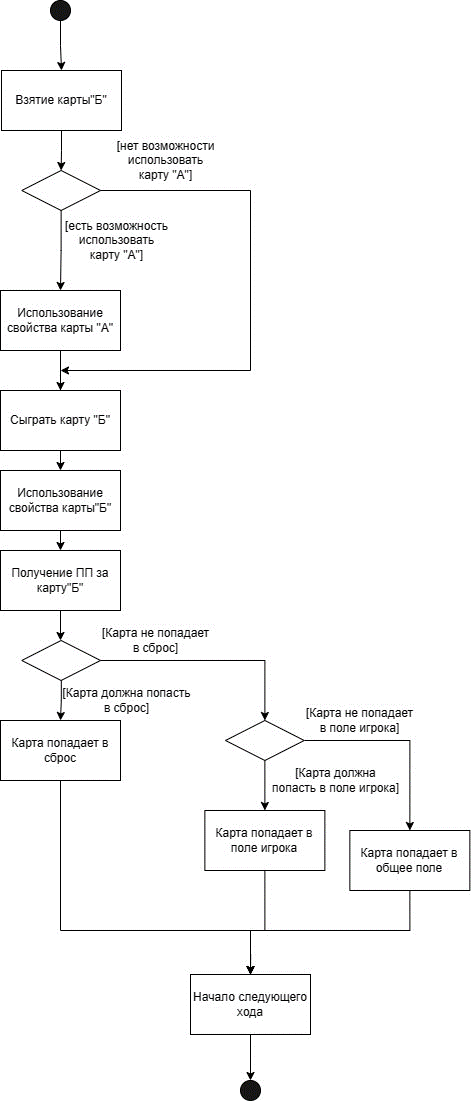 Взятие карты"Б"
[нет возможности
использовать
карту "А"]
[есть возможность
использовать
карту "А"]
Использование
свойства карты "А"
Сыграть карту "Б"
Использование
свойства карты"Б"
Получение ПП за
карту"Б"
[Карта не попадает
в сброс]
[Карта должна попасть
в сброс]
Карта попадает в
сброс
[Карта не попадает
в поле игрока]
[Карта должна
попасть в поле игрока]
Карта попадает в
поле игрока
Карта попадает в
общее поле
Начало следующего
хода